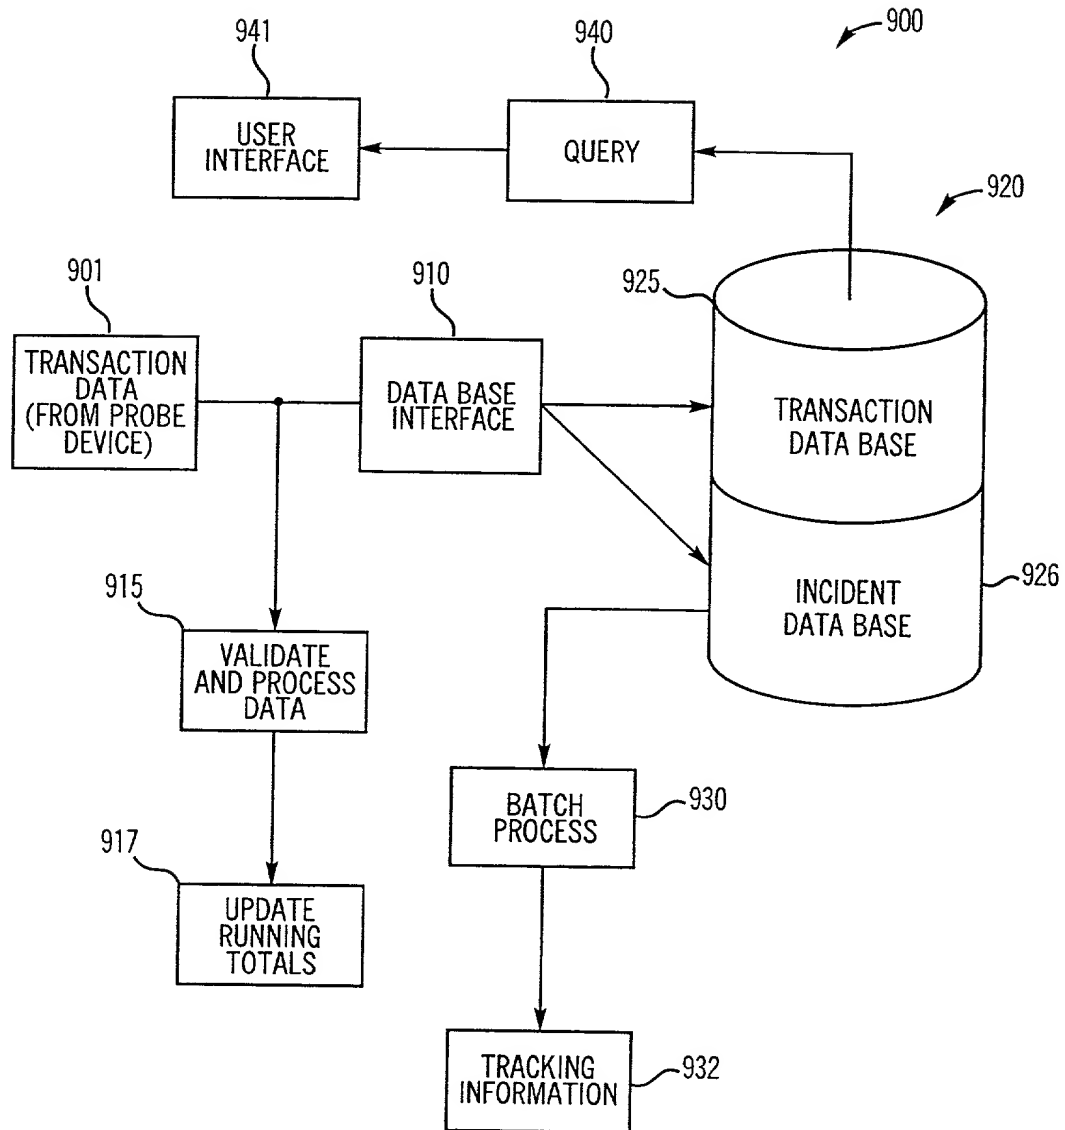 900
941
940
USER
INTERFACE
QUERY
920
901
910
925
TRANSACTION
DATA
(FROM PROBE
DEVICE)
DATA BASE
INTERFACE
TRANSACTION
DATA BASE
915
926
INCIDENT
DATA BASE
VALIDATE
AND PROCESS
DATA
930
BATCH
PROCESS
917
UPDATE
RUNNING
TOTALS
932
TRACKING
INFORMATION